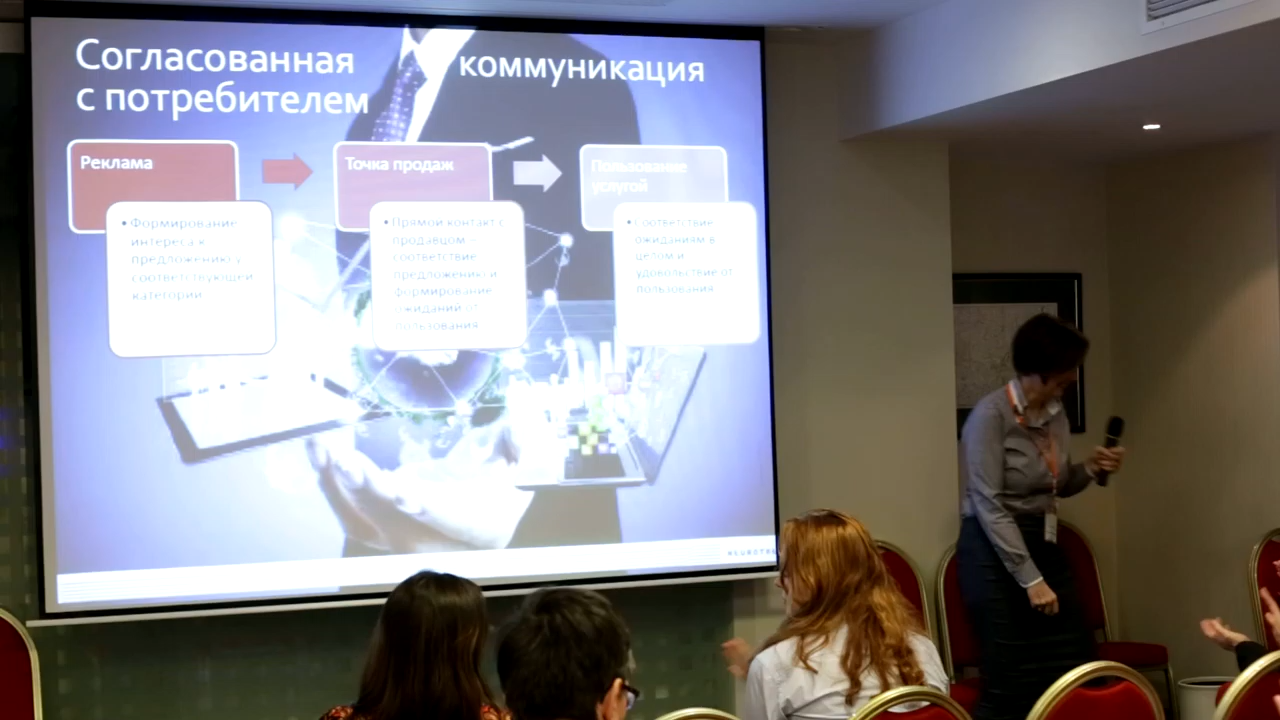 Согласованная коммуникация
с потребителем
Реклама
Точка продаж
Пользование
услугой
• Формирование
интереса к
предложению у
соответствующей
категории
• Прямой контакт с
продавцом –
соответствие
предложению и
формирование
ожиданий от
пользования
• Соответствие
ожиданиям в
целом и
удовольствие от
пользования